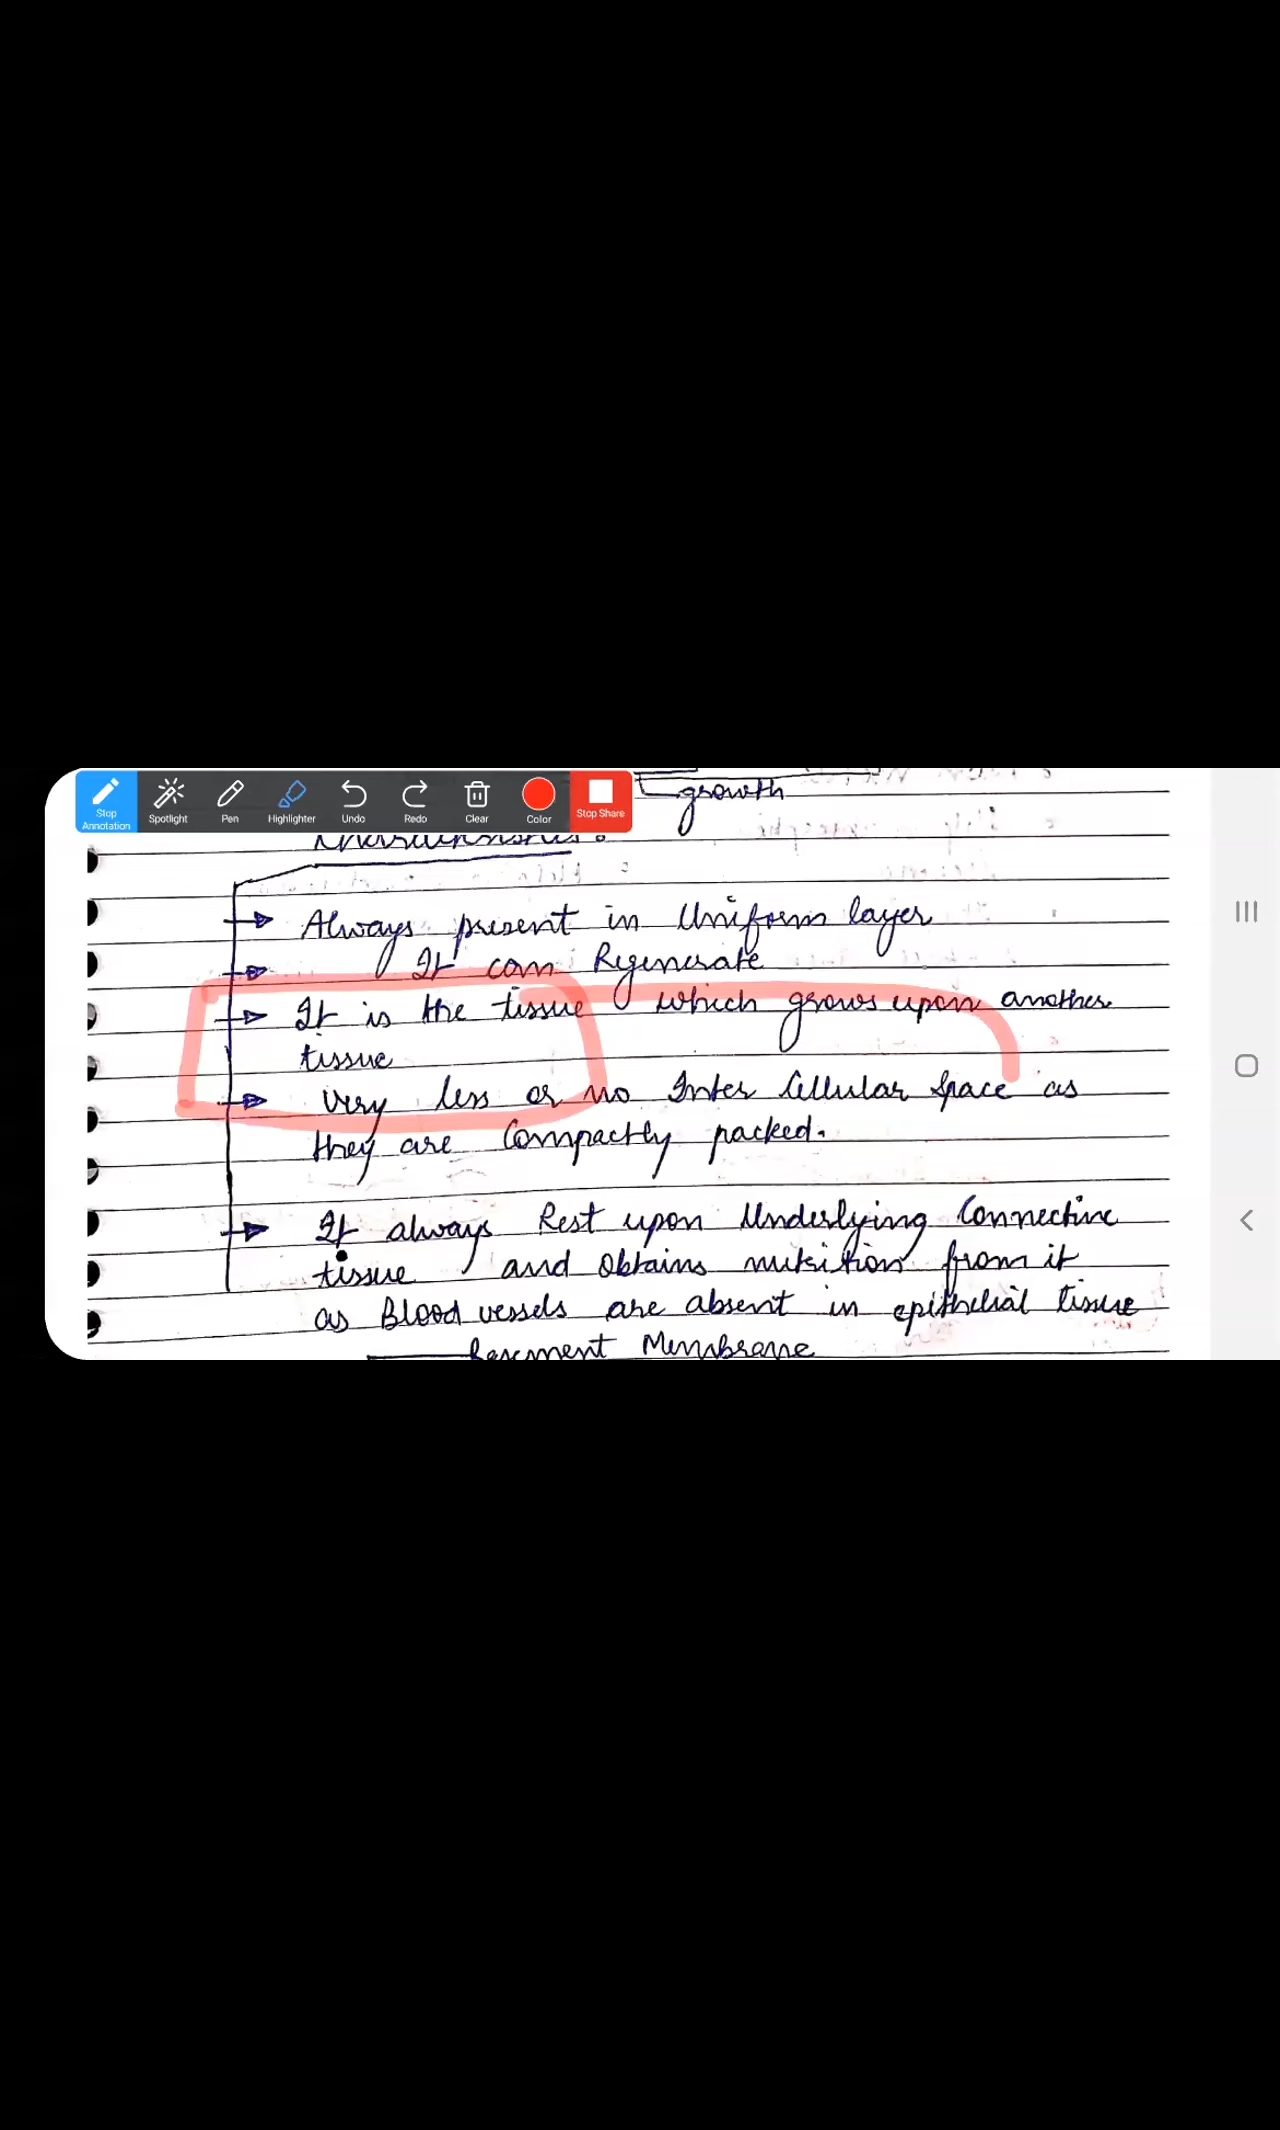 Stop Annotation
Spotlight
Pen
Highlighter
Undo
Redo
Clear
Color
Stop Share
growth
Always present in Uniform layer
It can Regenerate
It is the tissue which grows upon another
tissue
very less or no Inter Cellular Space as
they are Compactly packed.
It always Rest upon Underlying Connective
tissue and obtains nutrition from it
as Blood vessels are absent in epithelial tissue
Basement Membrane